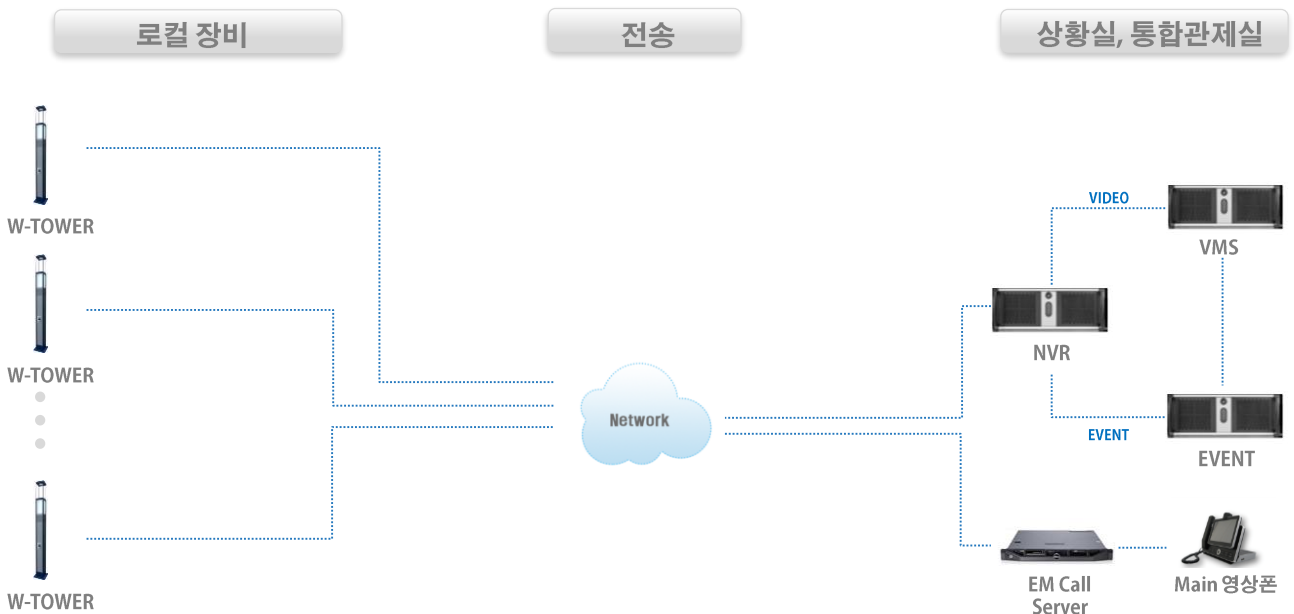 로컬 장비
전송
상황실, 통합관제실
W-TOWER
W-TOWER
W-TOWER
Network
VIDEO
VMS
NVR
EVENT
EVENT
EM Call
Server
Main 영상폰